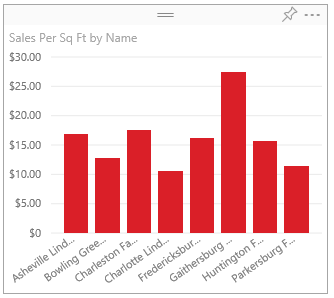 Sales Per Sq Ft by Name
$30.00
$25.00
$20.00
$15.00
$10.00
$5.00
$0
Asheville Lind...
Bowling Gree...
Charleston Fa...
Charlotte Lind...
Fredericksbur...
Gaithersburg ...
Huntington F...
Parkersburg F...